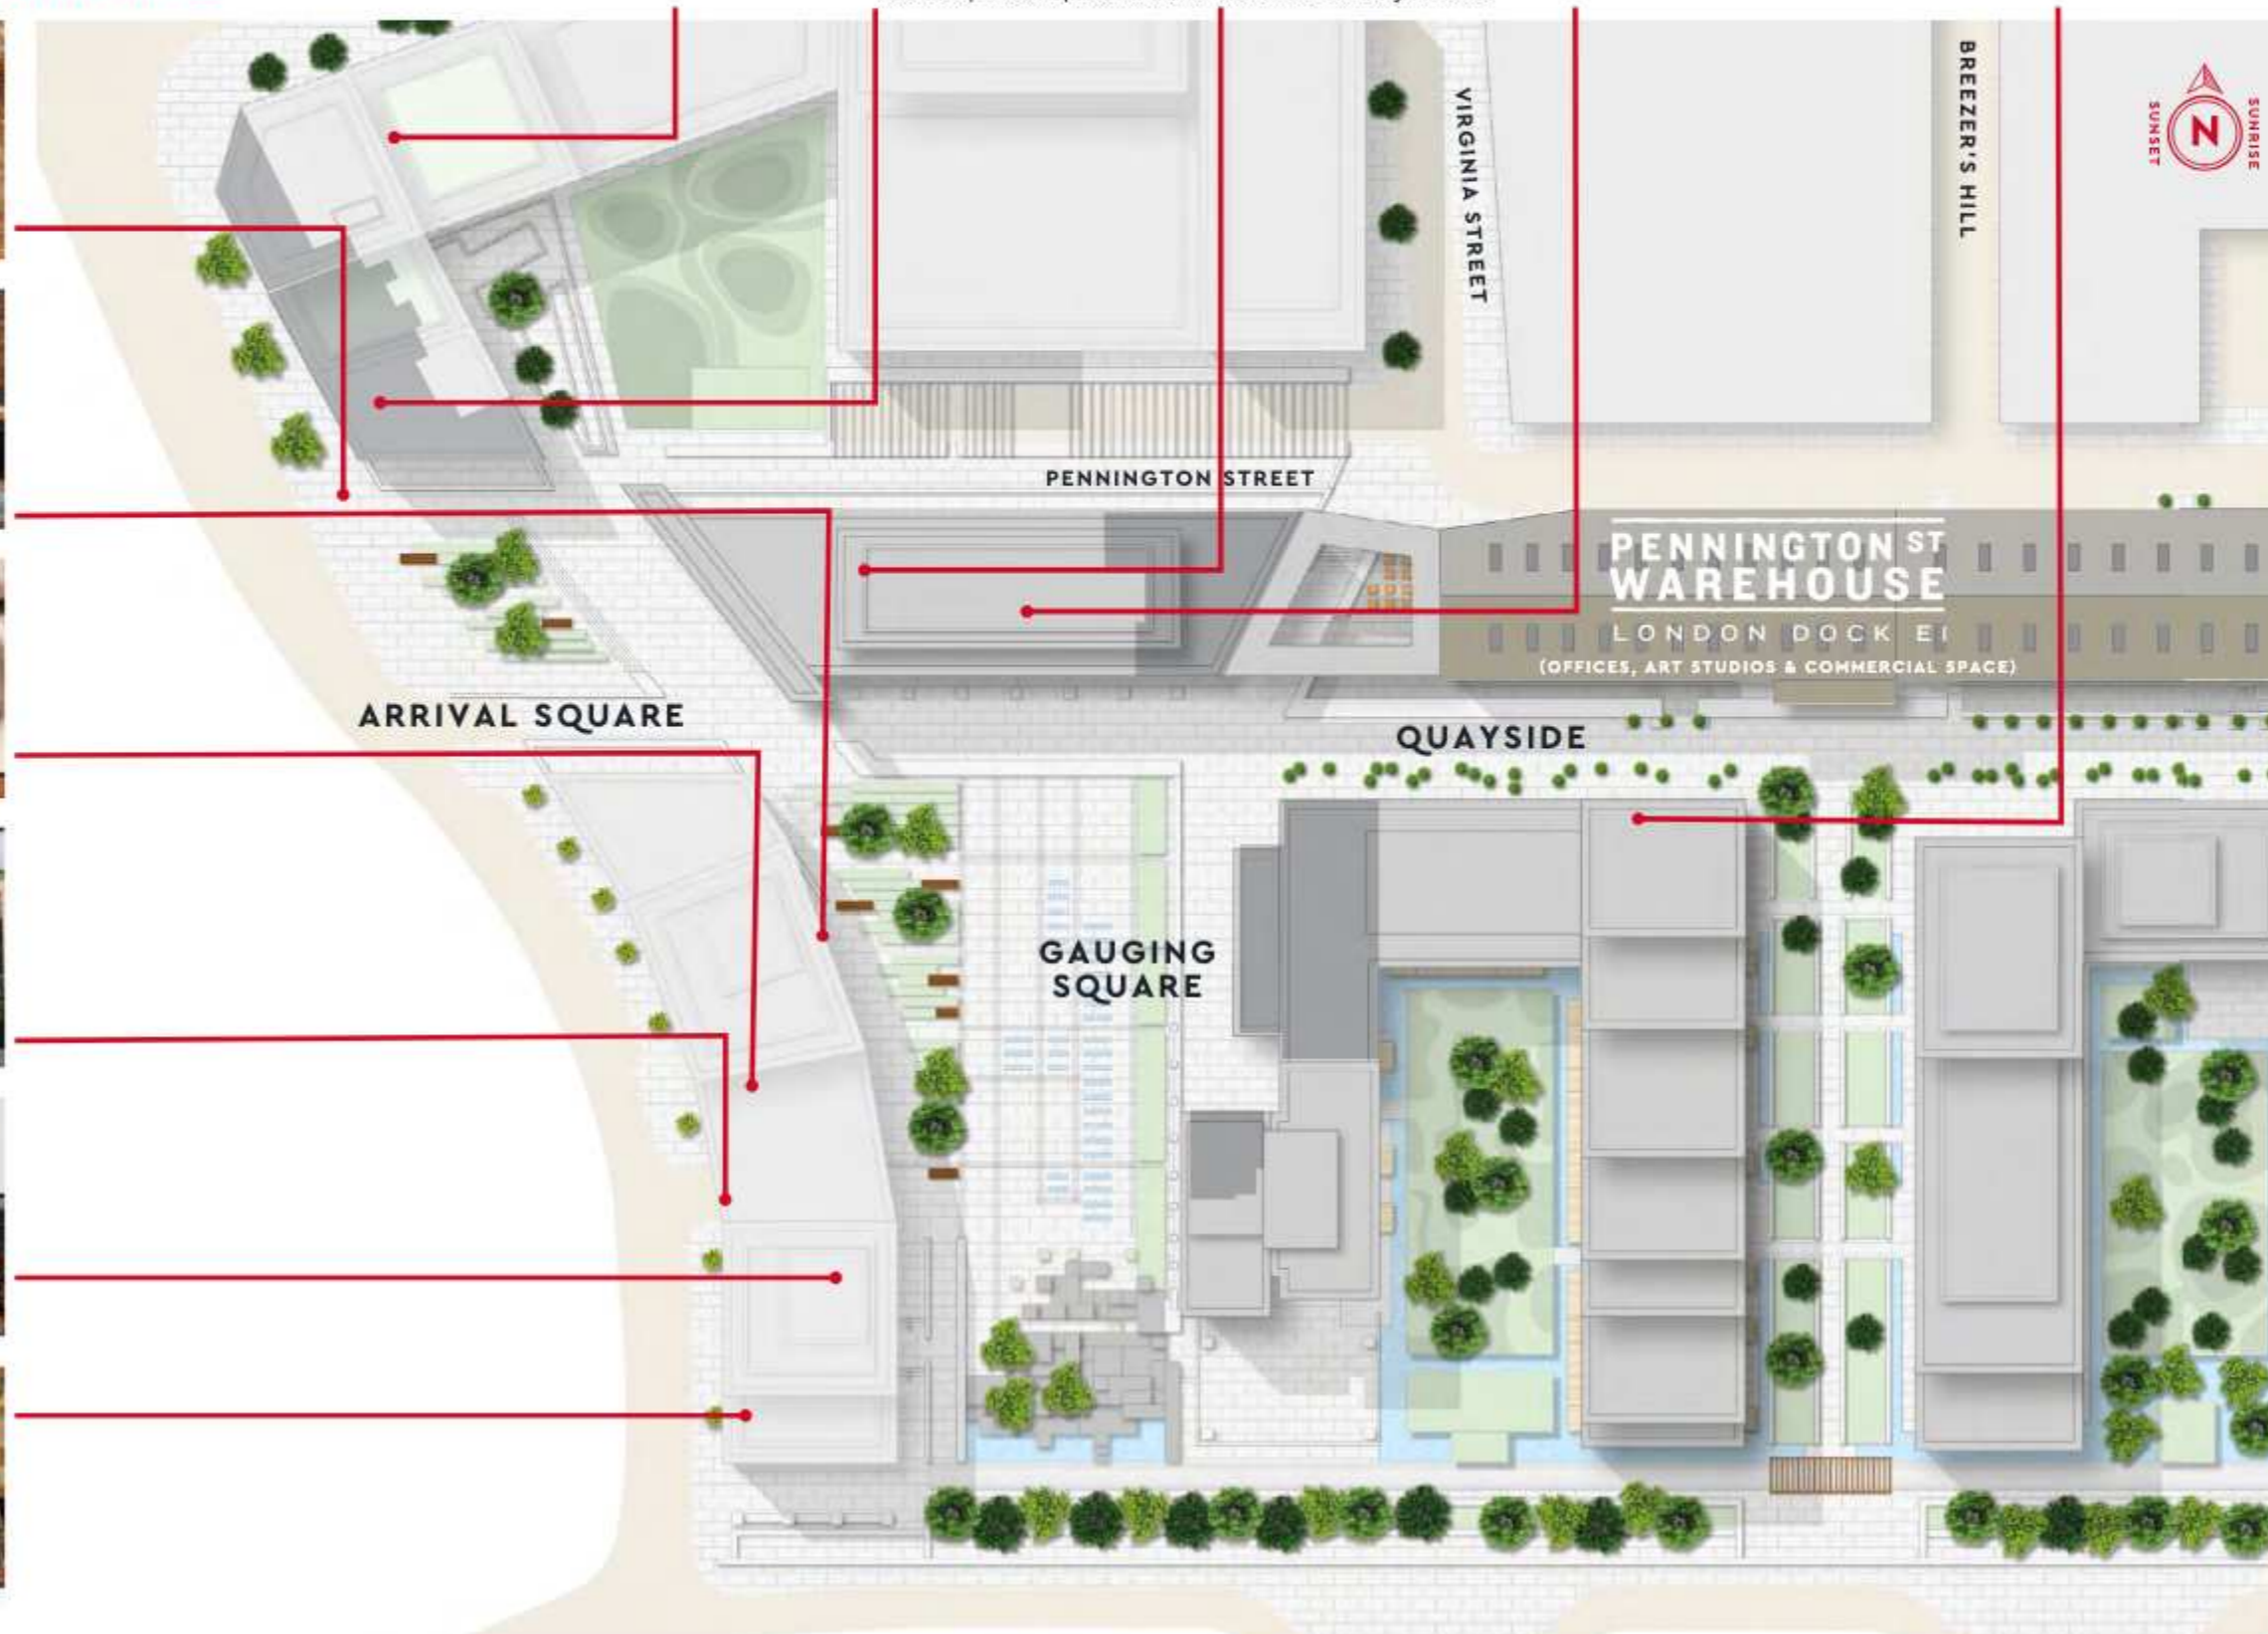 VIRGINIA STREET
BREEZER'S HILL
SUNSET
N
SUNRISE
PENNINGTON STREET
PENNINGTON ST
WAREHOUSE
LONDON DOCK E1
(OFFICES, ART STUDIOS & COMMERCIAL SPACE)
ARRIVAL SQUARE
QUAYSIDE
GAUGING
SQUARE